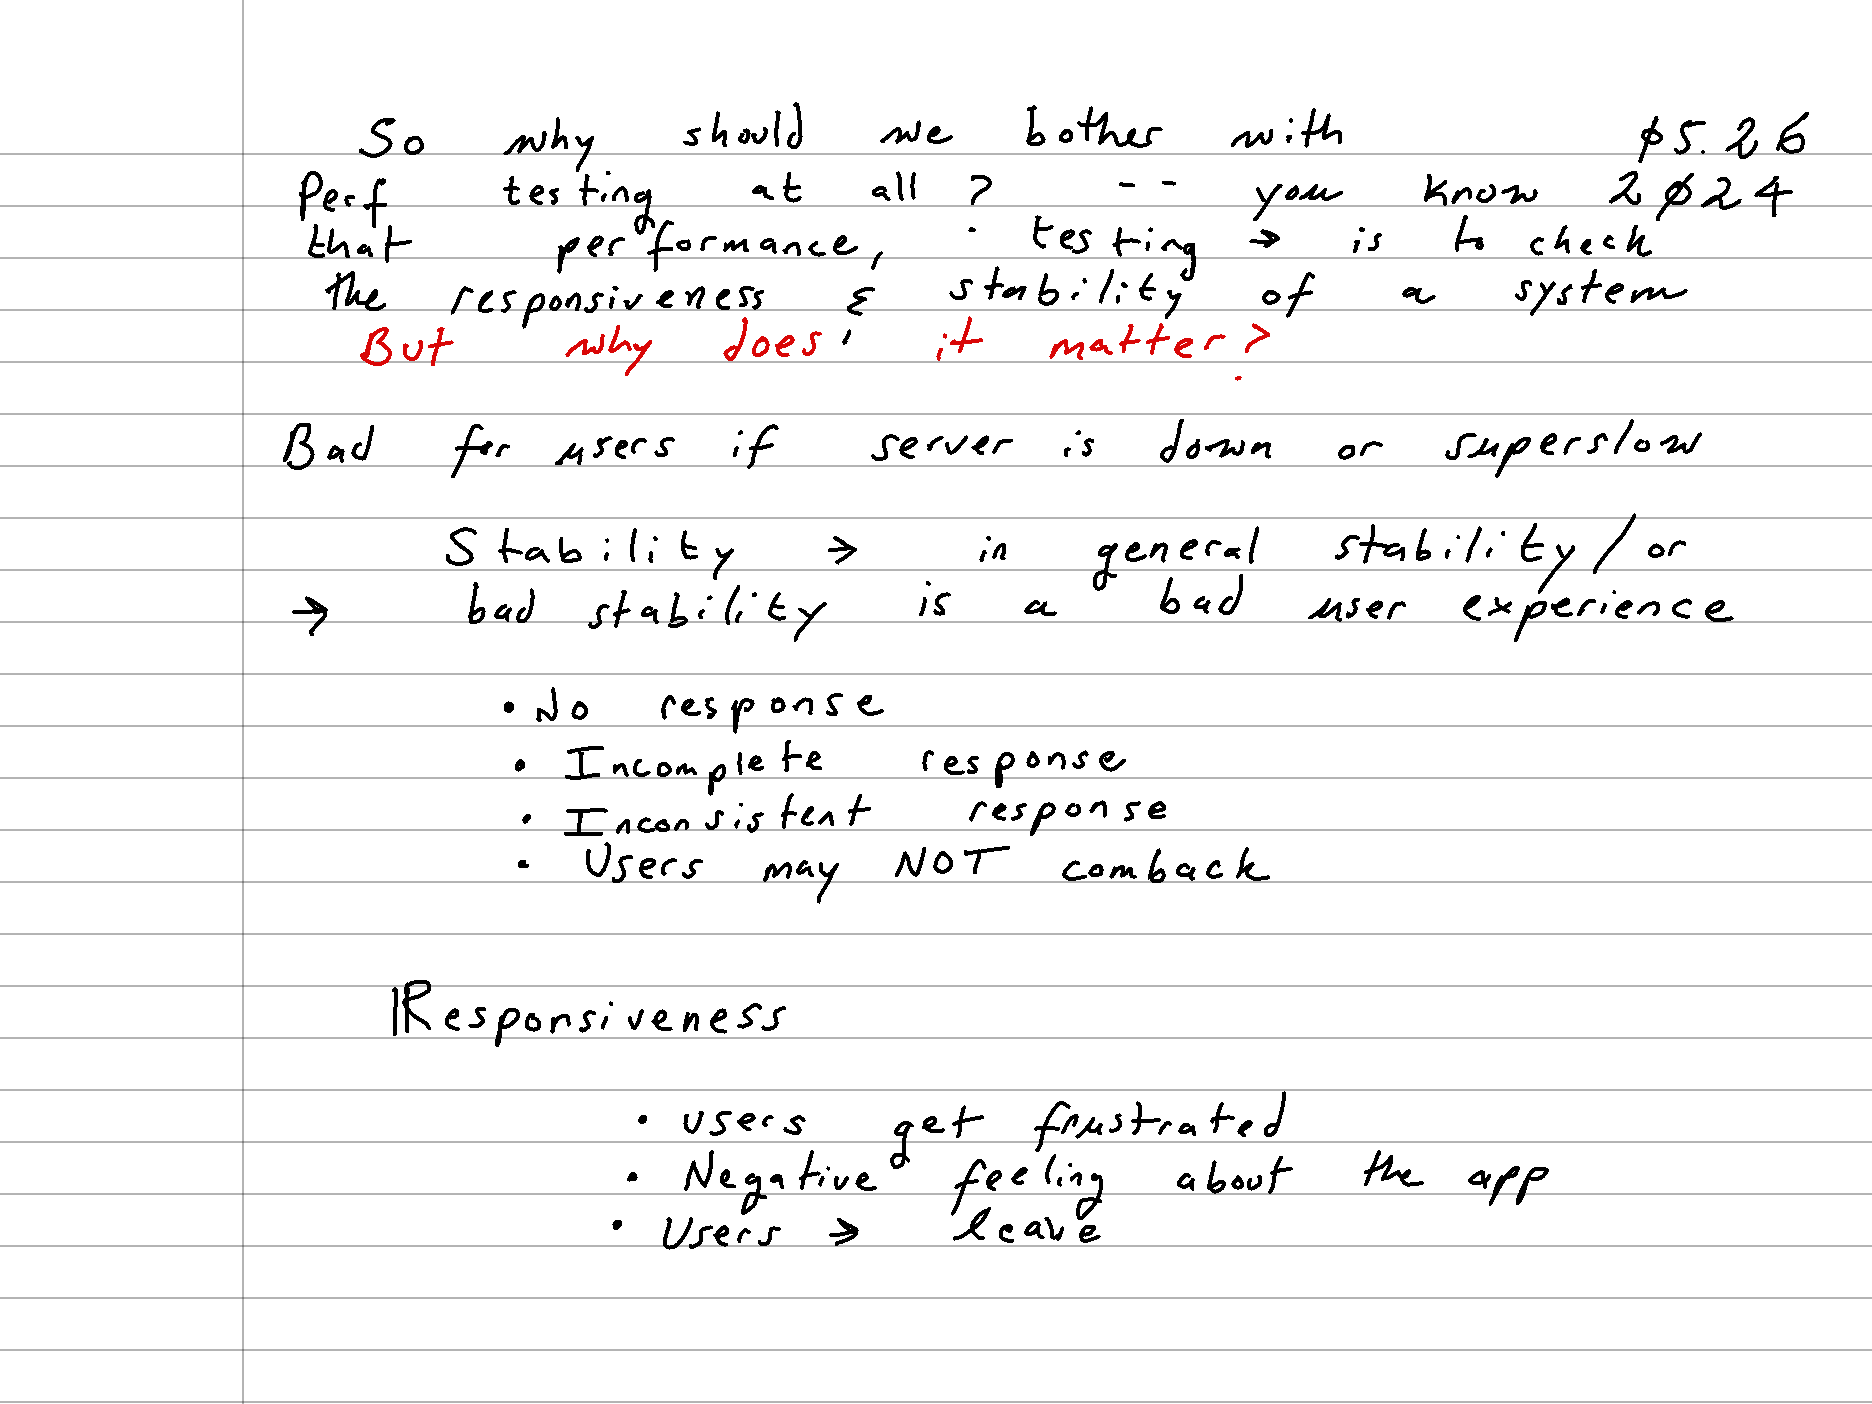 So why should we bother with 05.26
Perf testing at all? -- you know 2024
that performance, testing → is to check
the responsiveness & stability of a system
But why does it matter?
Bad for users if server is down or superslow
Stability → in general stability/or
→ bad stability is a bad user experience
• No response
• Incomplete response
• Inconsistent response
• Users may NOT comback
Responsiveness
• users get frustrated
• Negative feeling about the app
• Users → leave